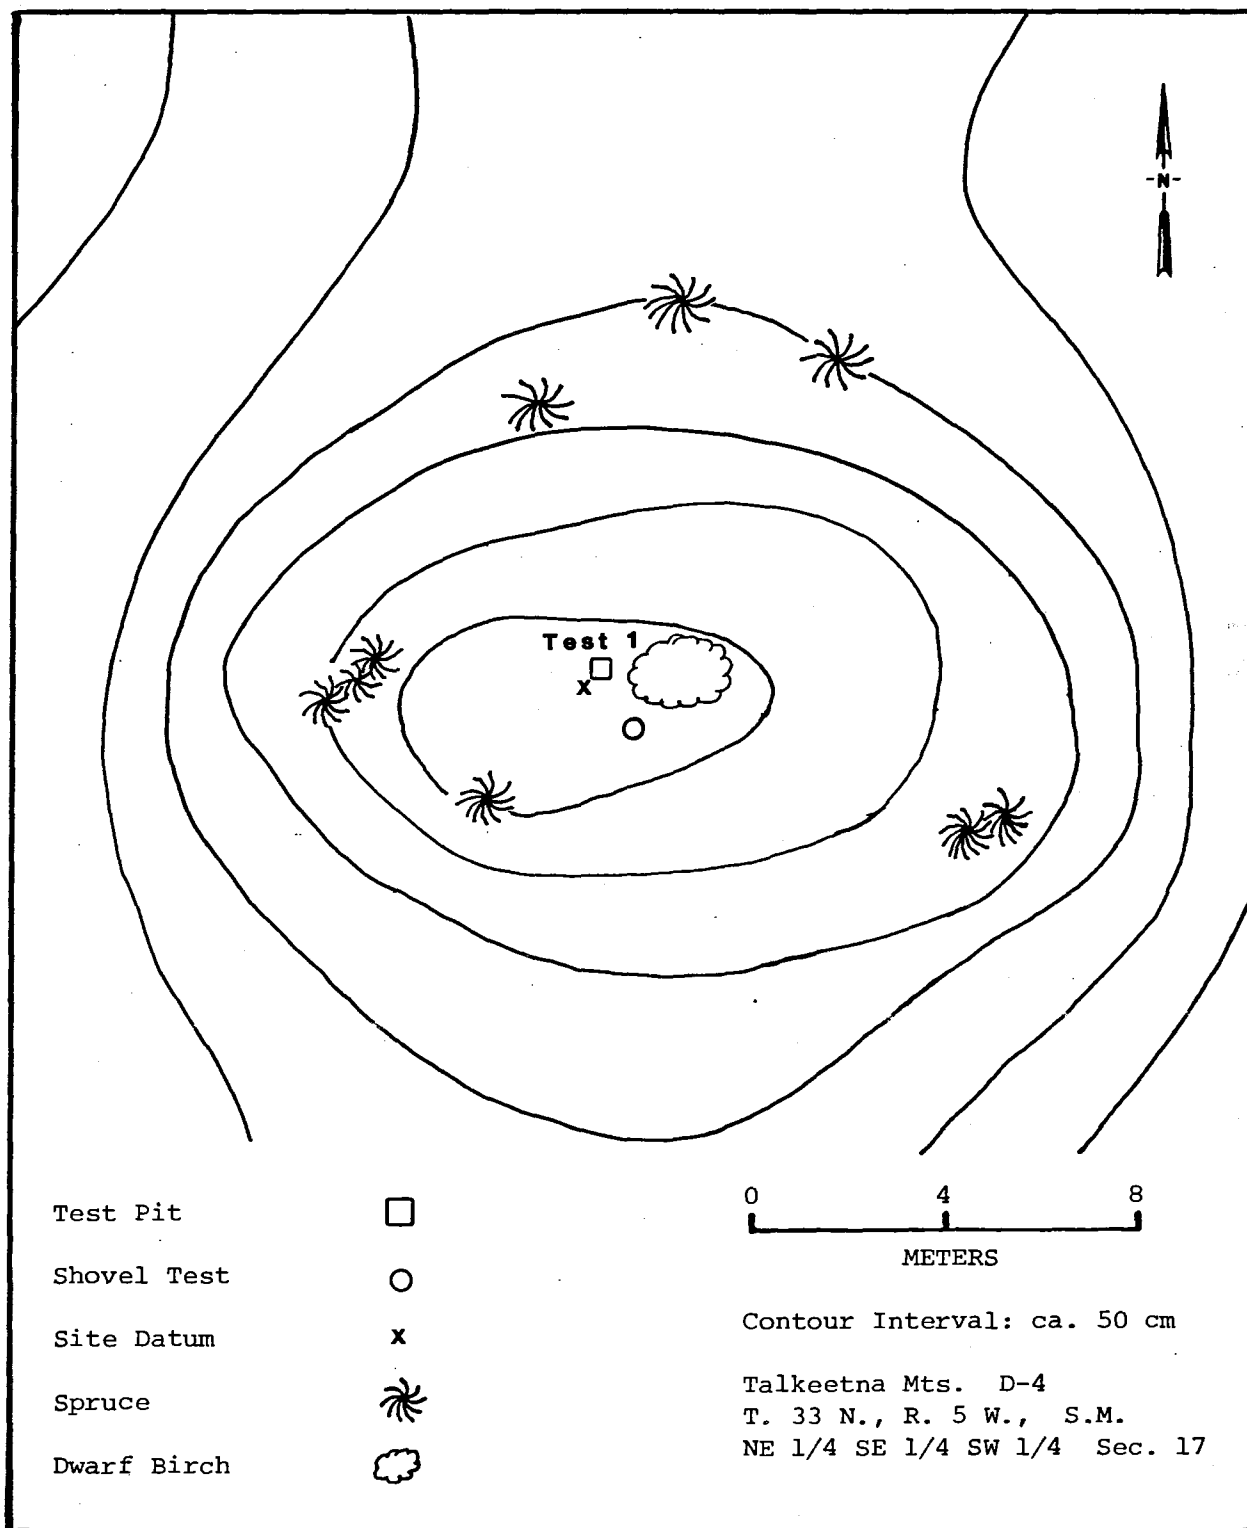 -N-
Test 1
x
Test Pit
Shovel Test
Site Datum x
Spruce
Dwarf Birch
0 4 8
METERS
Contour Interval: ca. 50 cm
Talkeetna Mts. D-4
T. 33 N., R. 5 W., S.M.
NE 1/4 SE 1/4 SW 1/4 Sec. 17